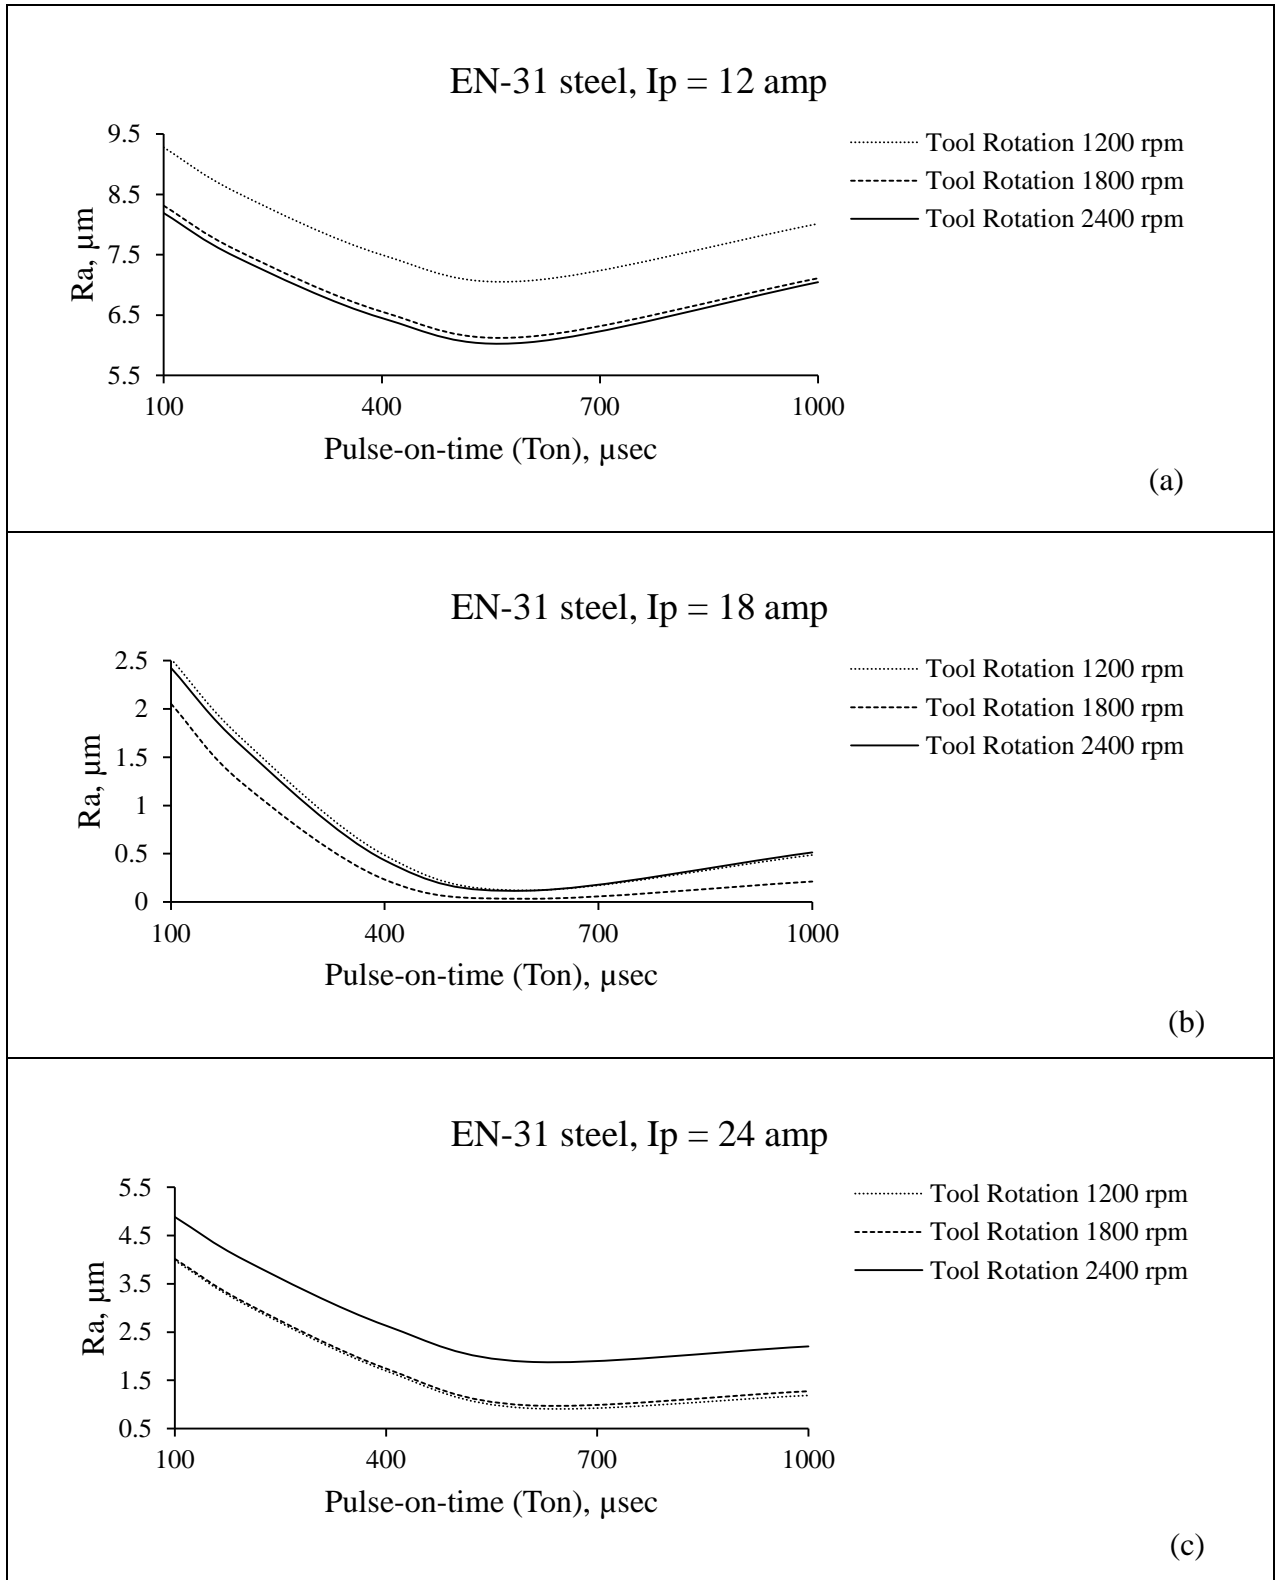 EN-31 steel, Ip = 12 amp
9.5
8.5
7.5
6.5
5.5
Ra, µm
100 400 700 1000
Pulse-on-time (Ton), µsec
Tool Rotation 1200 rpm
Tool Rotation 1800 rpm
Tool Rotation 2400 rpm
(a)
EN-31 steel, Ip = 18 amp
2.5
2
1.5
1
0.5
0
Ra, µm
100 400 700 1000
Pulse-on-time (Ton), µsec
Tool Rotation 1200 rpm
Tool Rotation 1800 rpm
Tool Rotation 2400 rpm
(b)
EN-31 steel, Ip = 24 amp
5.5
4.5
3.5
2.5
1.5
0.5
Ra, µm
100 400 700 1000
Pulse-on-time (Ton), µsec
Tool Rotation 1200 rpm
Tool Rotation 1800 rpm
Tool Rotation 2400 rpm
(c)